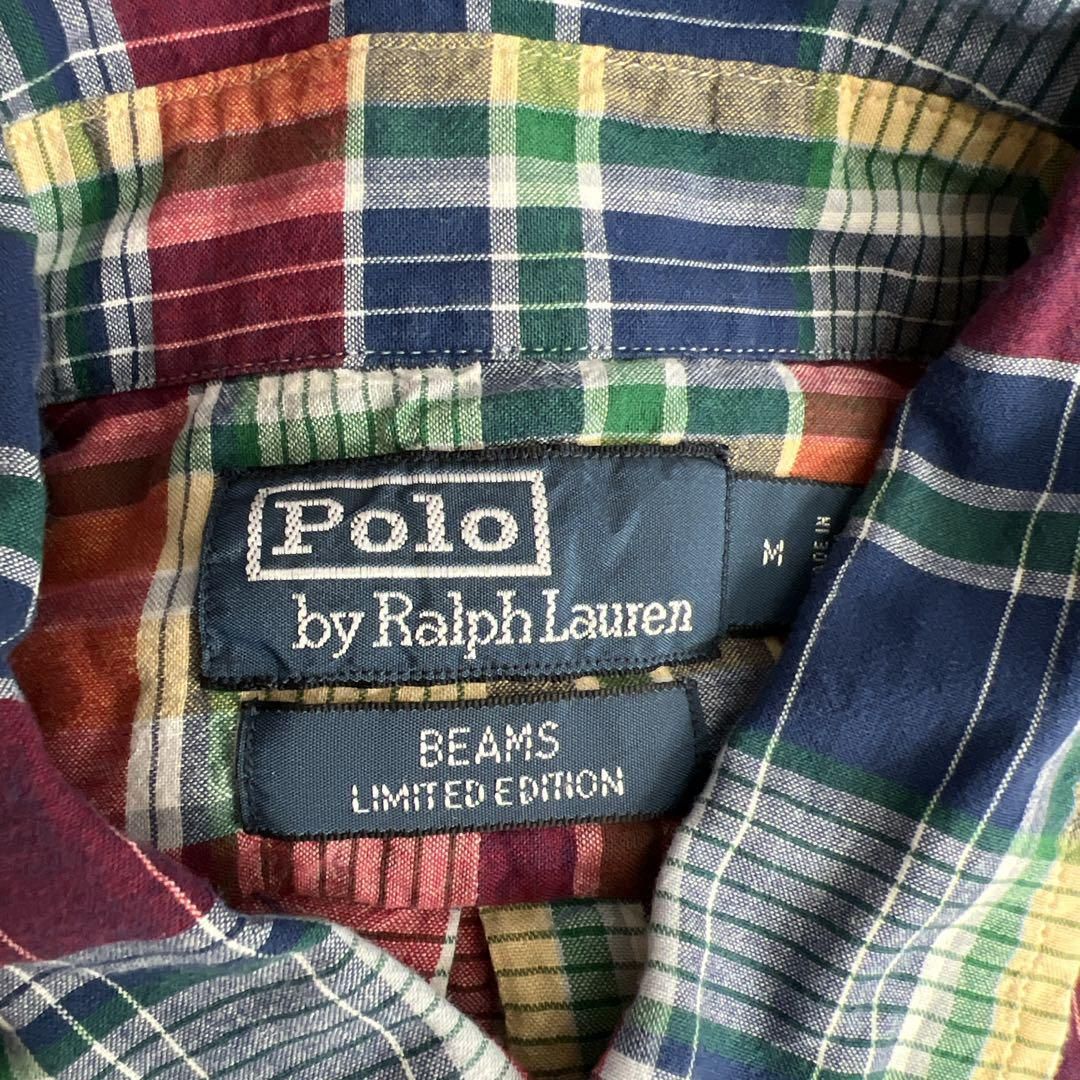 Polo
by Ralph Lauren
M
BEAMS
LIMITED EDITION